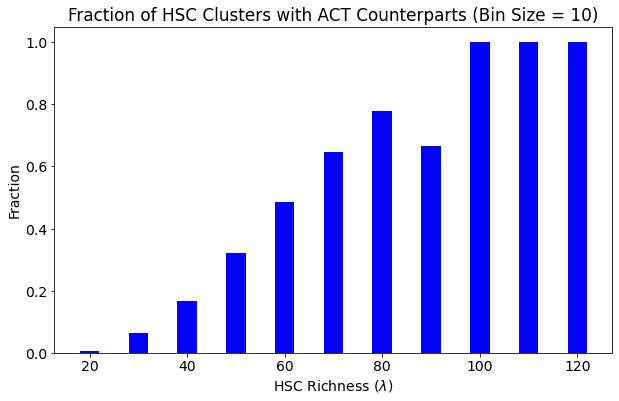 Fraction of HSC Clusters with ACT Counterparts (Bin Size = 10)
1.0
0.8
0.6
0.4
0.2
0.0
Fraction
20 40 60 80 100 120
HSC Richness (λ)